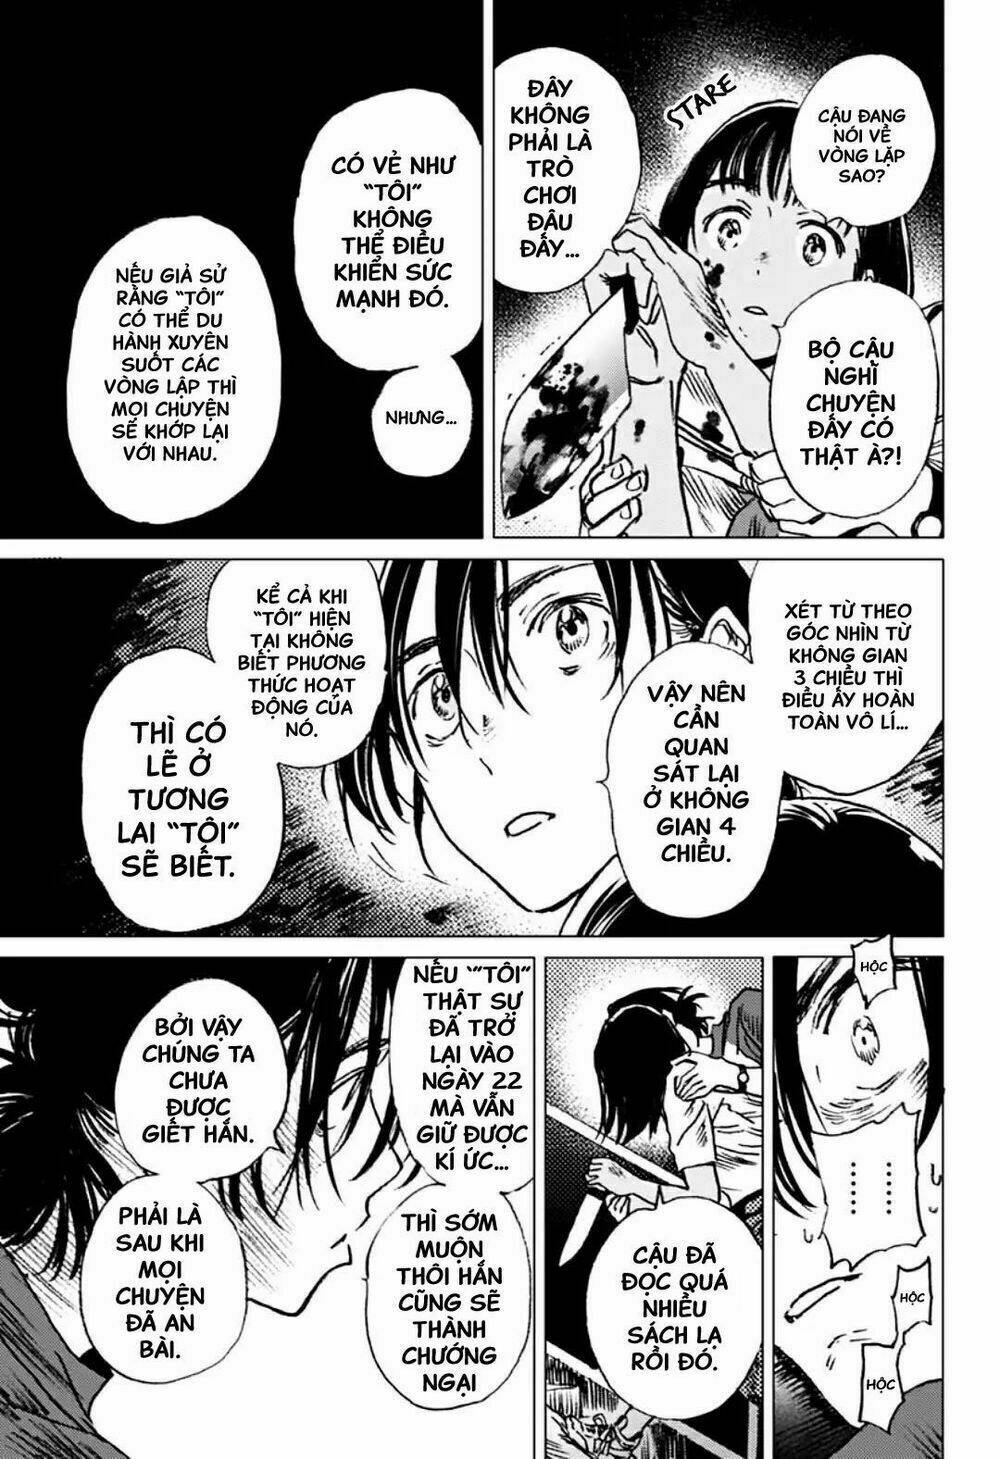 CẬU ĐANG
NÓI VỀ
VÒNG LẶP
SAO?
STARE
ĐÂY
KHÔNG
PHẢI LÀ
TRÒ
CHƠI
ĐÂU
ĐẤY...
BỘ CẬU
NGHĨ
CHUYỆN
ĐẤY CÓ
THẬT À?!
CÓ VẺ NHƯ
"TÔI"
KHÔNG
THỂ ĐIỀU
KHIỂN SỨC
MẠNH ĐÓ.
NHƯNG...
NẾU GIẢ SỬ
RẰNG "TÔI"
CÓ THỂ DU
HÀNH XUYÊN
SUỐT CÁC
VÒNG LẬP THÌ
MỌI CHUYỆN
SẼ KHỚP LẠI
VỚI NHAU.
XÉT TỪ THEO
GÓC NHÌN TỪ
KHÔNG GIAN
3 CHIỀU THÌ
ĐIỀU ẤY HOÀN
TOÀN VÔ LÍ...
VẬY NÊN
CẦN
QUAN
SÁT LẠI
Ở KHÔNG
GIAN 4
CHIỀU.
KỂ CẢ KHI
"TÔI" HIỆN
TẠI KHÔNG
BIẾT PHƯƠNG
THỨC HOẠT
ĐỘNG CỦA
NÓ.
THÌ CÓ
LẼ Ở
TƯƠNG
LAI "TÔI"
SẼ BIẾT.
HỘC
......
HỘC
HỘC
CẬU ĐÃ
ĐỌC QUÁ
NHIỀU
SÁCH LẠ
RỒI ĐÓ.
NẾU '"TÔI"
THẬT SỰ
ĐÃ TRỞ
LẠI VÀO
NGÀY 22
MÀ VẪN
GIỮ ĐƯỢC
KÍ ỨC...
THÌ SỚM
MUỘN
THÔI HẮN
CŨNG SẼ
THÀNH
CHƯỚNG
NGẠI
BỞI VẬY
CHÚNG TA
CHƯA
ĐƯỢC
GIẾT HẮN.
PHẢI LÀ
SAU KHI
MỌI
CHUYỆN
ĐÃ AN
BÀI.